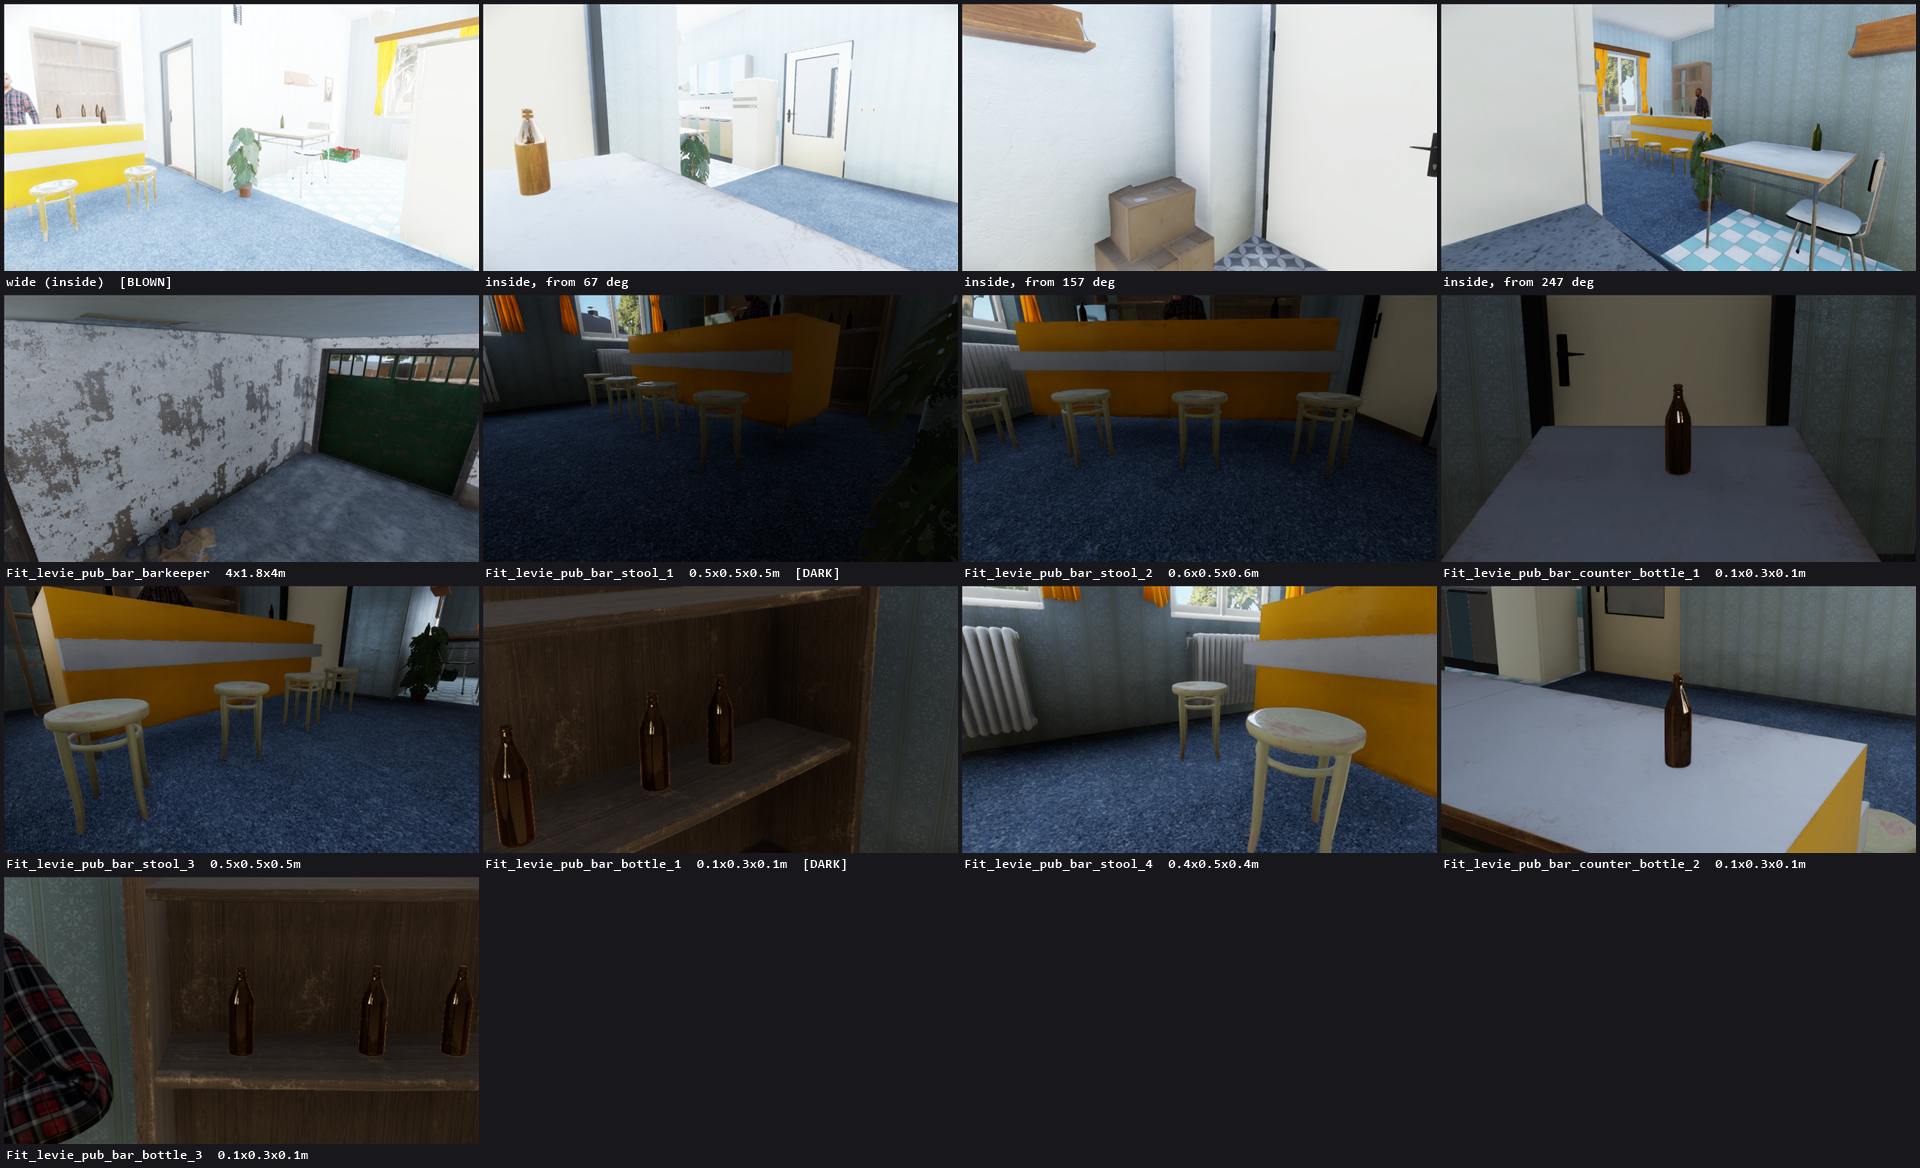 wide (inside)  [BLOWN]
inside, from 67 deg
inside, from 157 deg
inside, from 247 deg
Fit_levie_pub_bar_barkeeper  4x1.8x4m
Fit_levie_pub_bar_stool_1  0.5x0.5x0.5m  [DARK]
Fit_levie_pub_bar_stool_2  0.6x0.5x0.6m
Fit_levie_pub_bar_counter_bottle_1  0.1x0.3x0.1m
Fit_levie_pub_bar_stool_3  0.5x0.5x0.5m
Fit_levie_pub_bar_bottle_1  0.1x0.3x0.1m  [DARK]
Fit_levie_pub_bar_stool_4  0.4x0.5x0.4m
Fit_levie_pub_bar_counter_bottle_2  0.1x0.3x0.1m
Fit_levie_pub_bar_bottle_3  0.1x0.3x0.1m